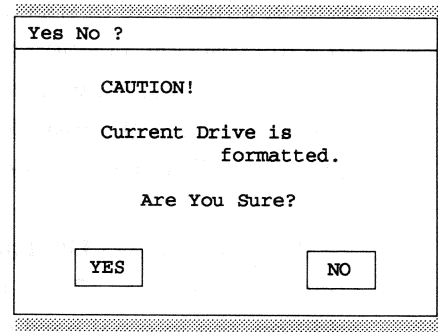 Yes No ?
CAUTION!
Current Drive is
formatted.
Are You Sure?
YES
NO